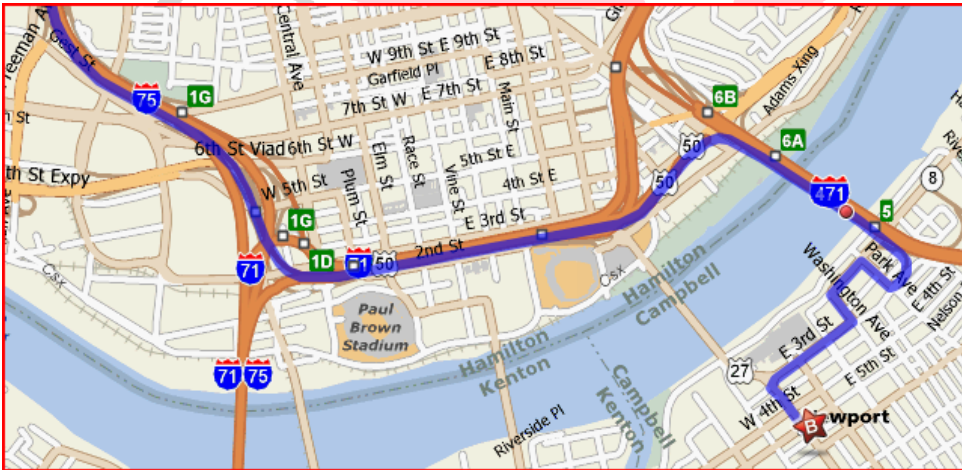 Freeman A
Gest St
75
1G
Central Ave
W 9th St E 9th St
Garfield Pl
E 8th St
7th St W
E 7th St
Main St
Gi
6B
Adams Xing
6A
50
6th St Viad
6th St W
th St
th St Expy
W 5th St
5th St E
4th St E
Elm St
Race St
Plum St
Vine St
E 3rd St
2nd St
50
50
1G
1D
71
471
5
8
Park Ave
Washington Ave
E 4th St
Nelson
Hamilton
Campbell
Csx
Csx
Paul
Brown
Stadium
Hamilton
Kenton
71
75
27
E 3rd St
E 5th St
W 4th St
Campbell
Kenton
Riverside Pl
B
ewport